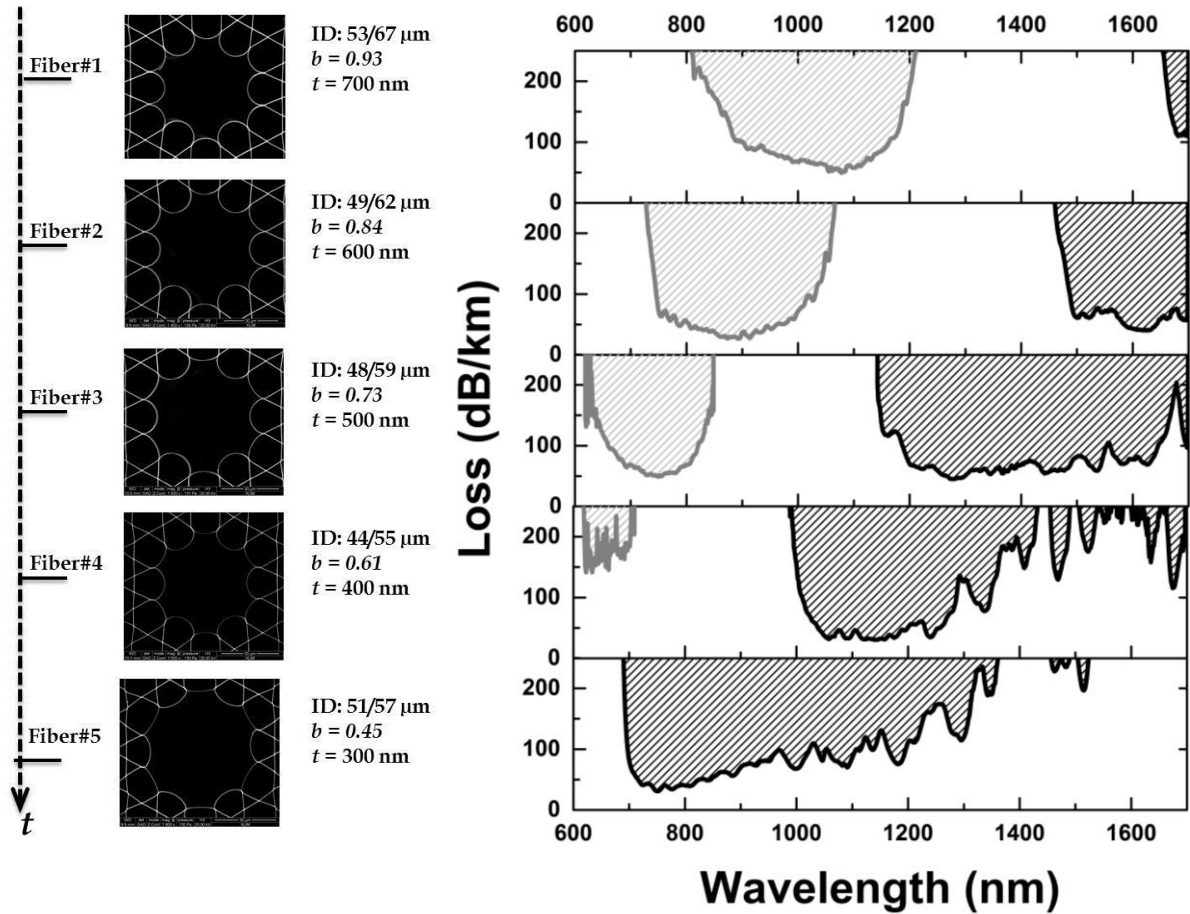 Fiber#1
ID: 53/67 μm
b = 0.93
t = 700 nm
Fiber#2
ID: 49/62 μm
b = 0.84
t = 600 nm
Fiber#3
ID: 48/59 μm
b = 0.73
t = 500 nm
Fiber#4
ID: 44/55 μm
b = 0.61
t = 400 nm
Fiber#5
ID: 51/57 μm
b = 0.45
t = 300 nm
t
600 800 1000 1200 1400 1600
Loss (dB/km)
200
100
0
200
100
0
200
100
0
200
100
0
200
100
0
600 800 1000 1200 1400 1600
Wavelength (nm)